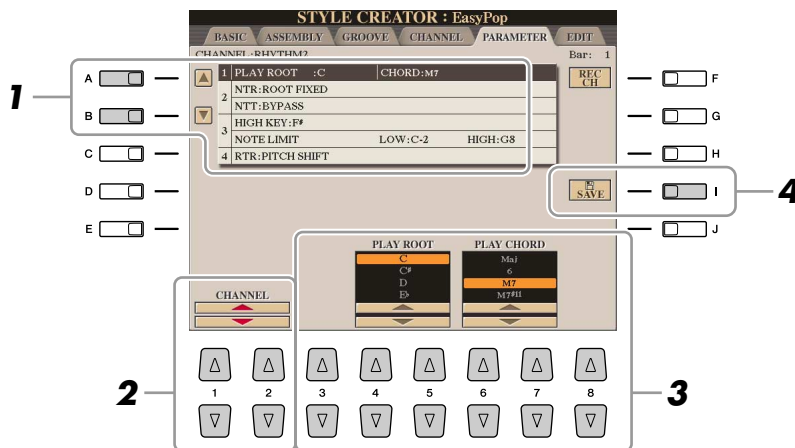 STYLE CREATOR : EasyPop
BASIC ASSEMBLY GROOVE CHANNEL PARAMETER EDIT
CHANNEL:RHYTHM2 Bar: 1
1 PLAY ROOT :C CHORD:M7
2 NTR:ROOT FIXED
NTT:BYPASS
3 HIGH KEY:F#
NOTE LIMIT LOW:C-2 HIGH:G8
4 RTR:PITCH SHIFT
REC
CH
SAVE
A
B
C
D
E
F
G
H
I
J
1
4
PLAY ROOT PLAY CHORD
C Maj
C# 6
D M7
E♭ M7#11
CHANNEL
1 2 3 4 5 6 7 8
2
3